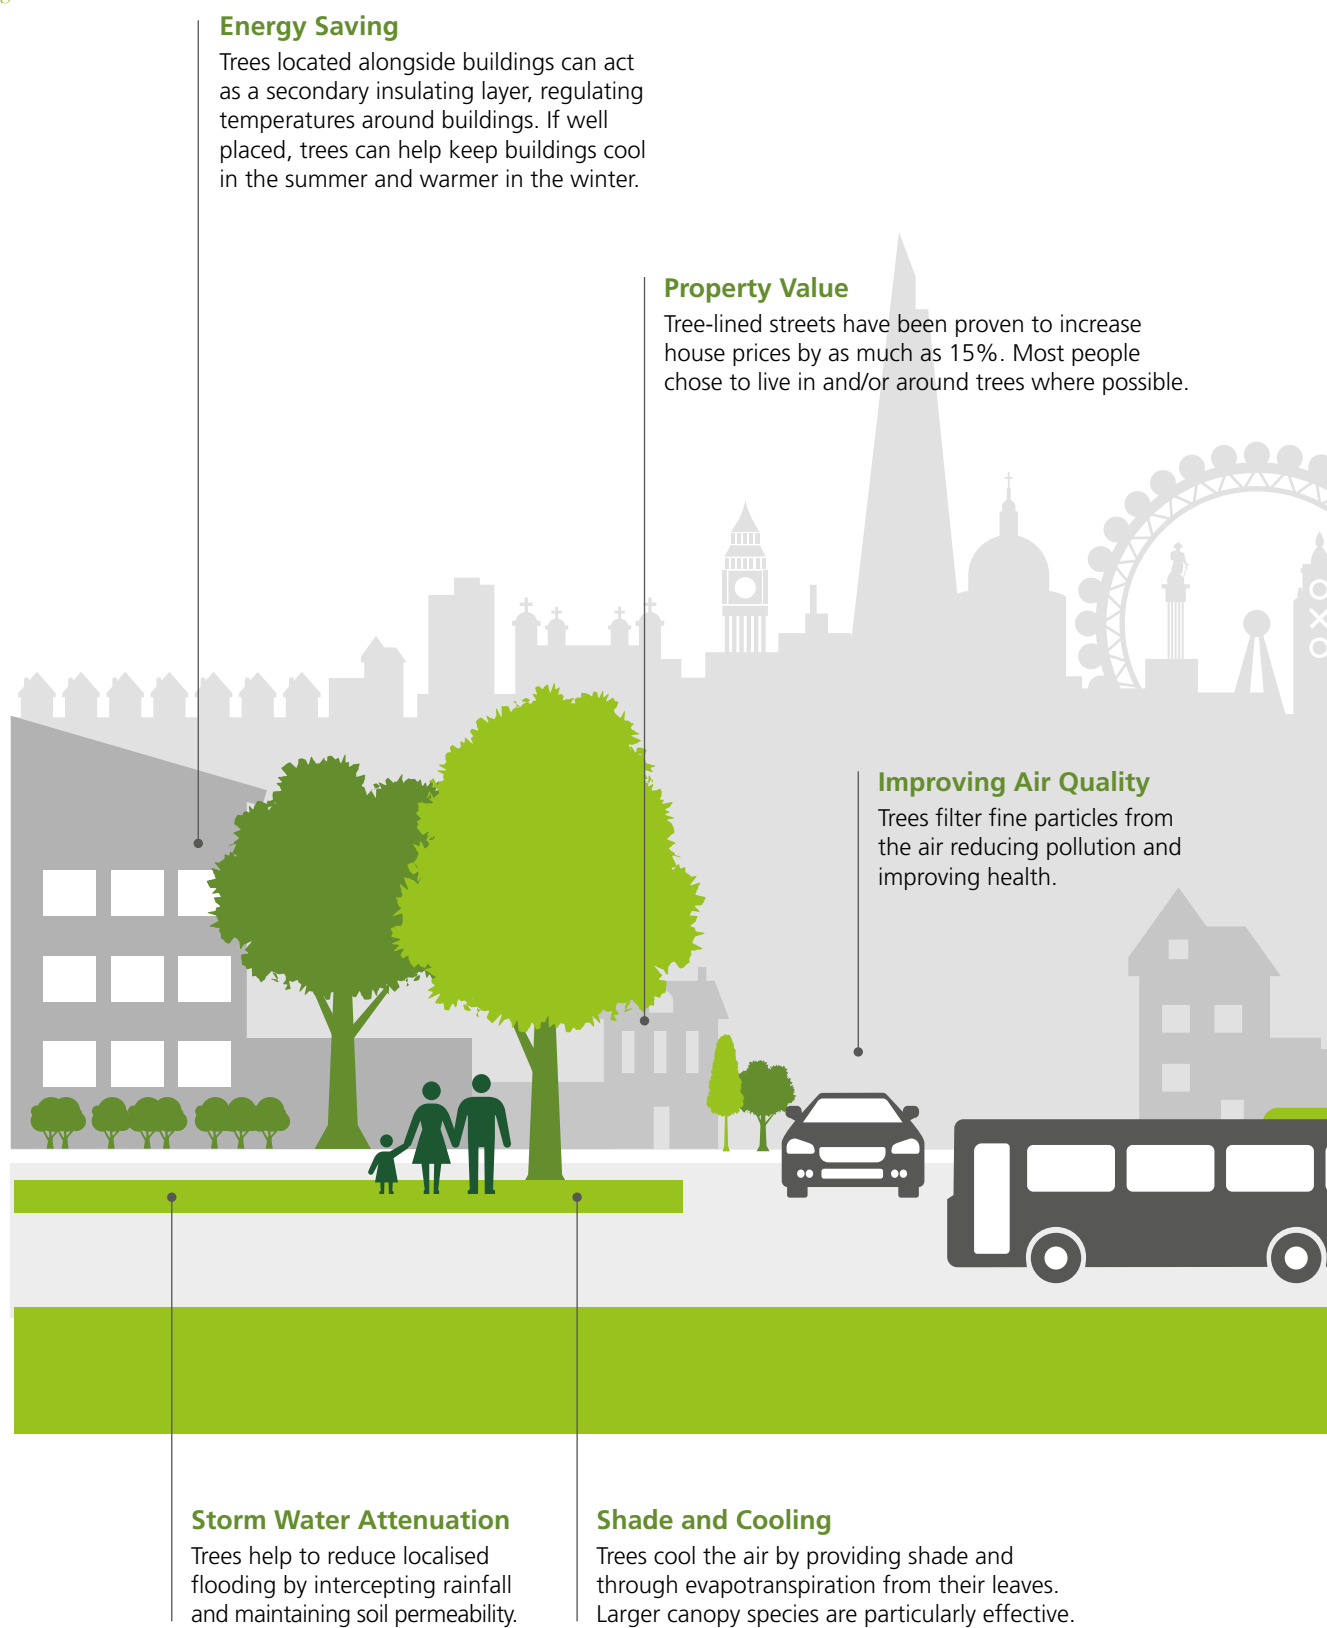 Energy Saving
Trees located alongside buildings can act
as a secondary insulating layer, regulating
temperatures around buildings. If well
placed, trees can help keep buildings cool
in the summer and warmer in the winter.
Property Value
Tree-lined streets have been proven to increase
house prices by as much as 15%. Most people
chose to live in and/or around trees where possible.
OXO
Improving Air Quality
Trees filter fine particles from
the air reducing pollution and
improving health.
Storm Water Attenuation
Trees help to reduce localised
flooding by intercepting rainfall
and maintaining soil permeability.
Shade and Cooling
Trees cool the air by providing shade and
through evapotranspiration from their leaves.
Larger canopy species are particularly effective.